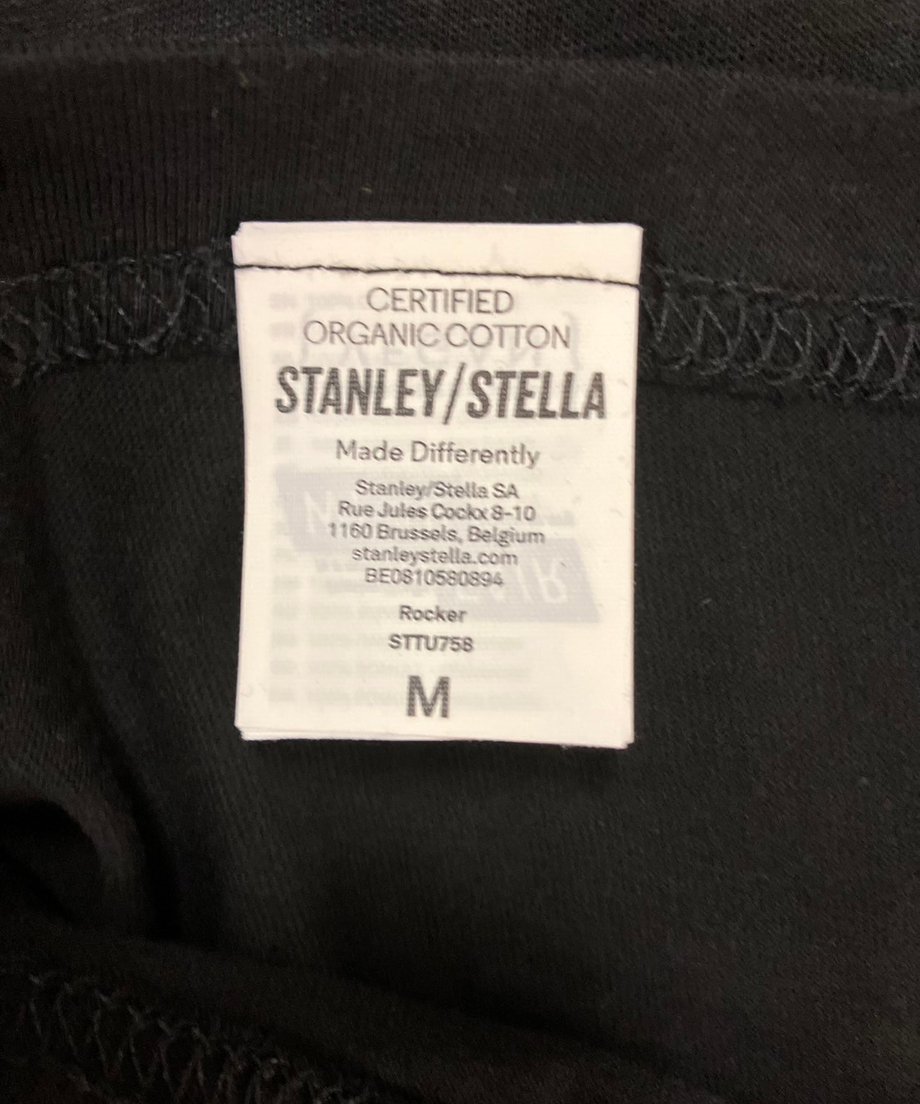 CERTIFIED
ORGANIC COTTON
STANLEY/STELLA
Made Differently
Stanley/Stella SA
Rue Jules Cockx 8-10
1160 Brussels, Belgium
stanleystella.com
BE0810580894
Rocker
STTU758
M